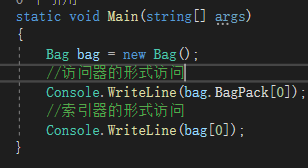 static void Main(string[] args)
{
Bag bag = new Bag();
//访问器的形式访问
Console.WriteLine(bag.BagPack[0]);
//索引器的形式访问
Console.WriteLine(bag[0]);
}